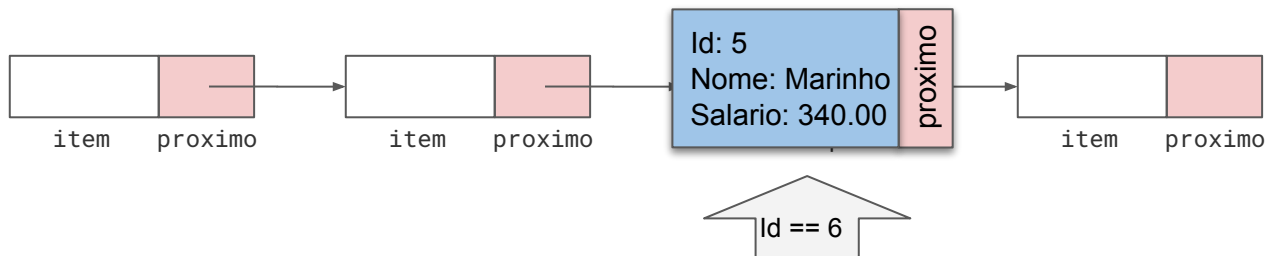 Id: 5
Nome: Marinho
Salario: 340.00
proximo
item proximo
item proximo
item proximo
Id == 6